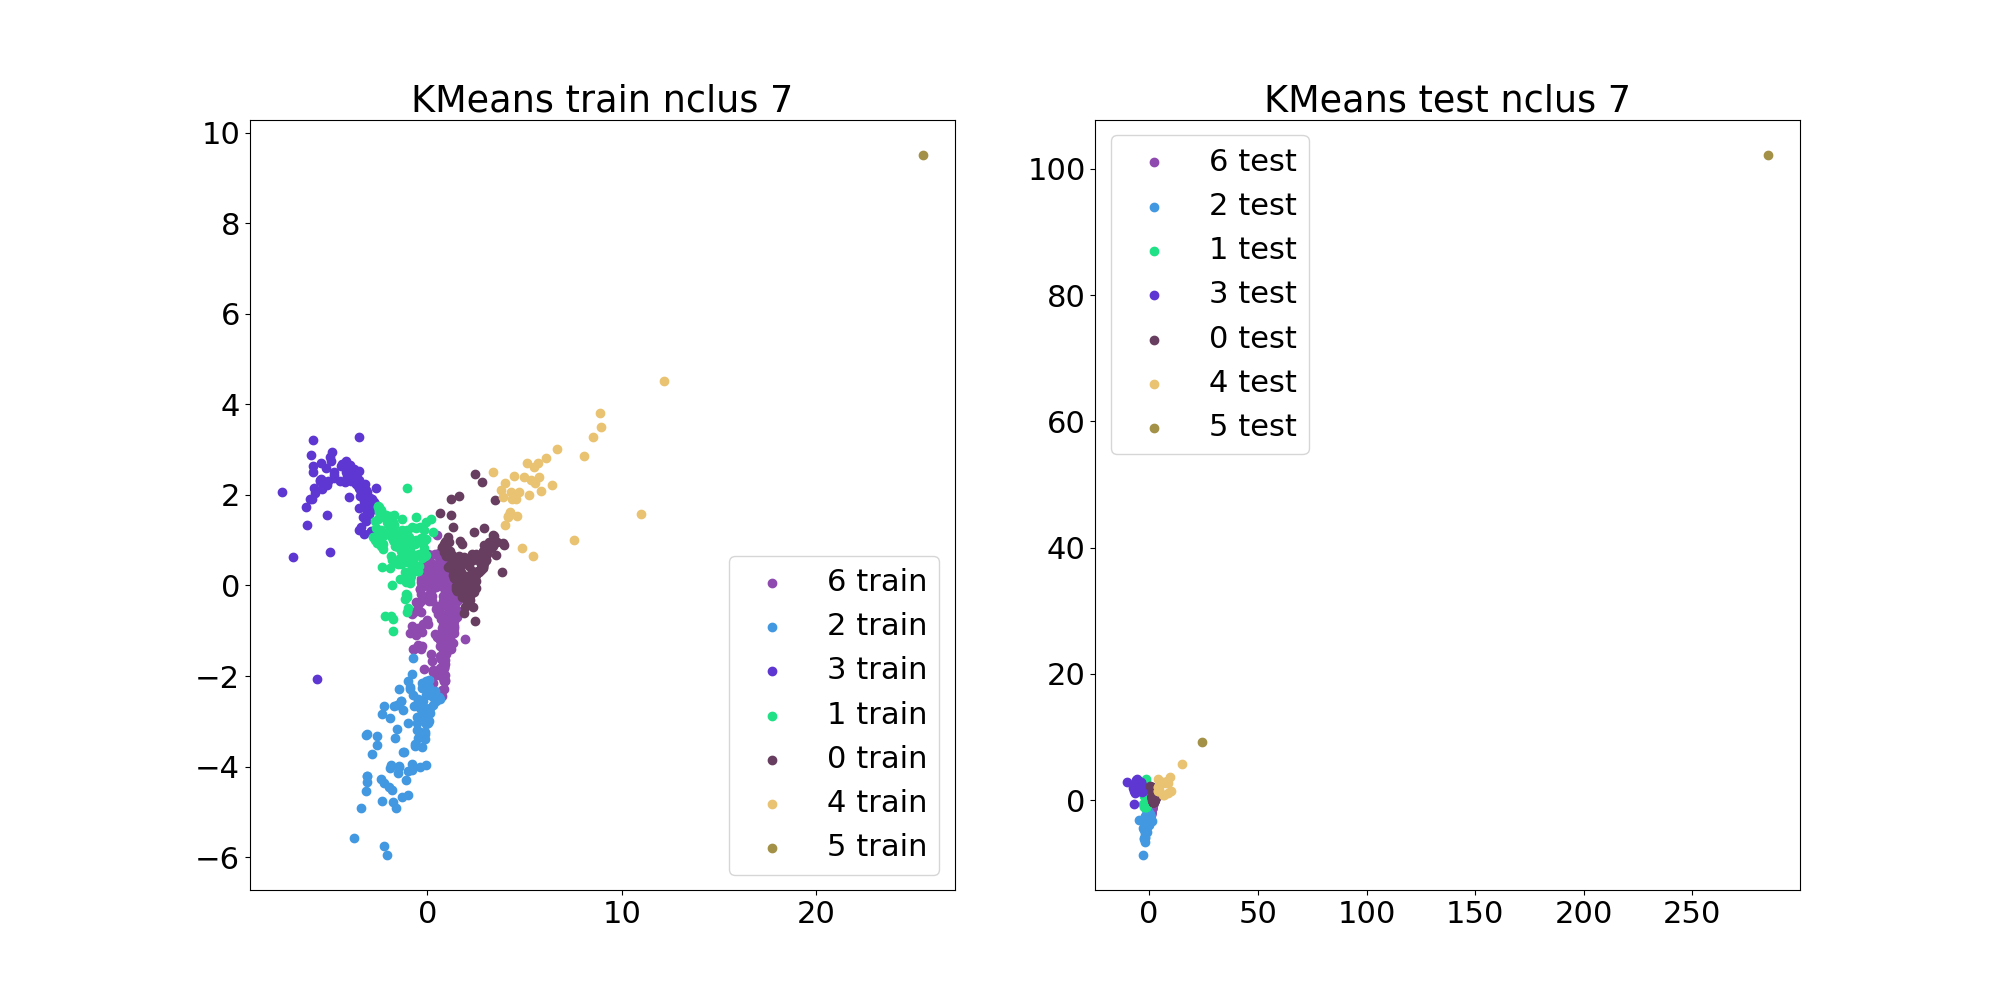 KMeans train nclus 7
10
8
6
4
2
0
−2
−4
−6
0
10
20
6 train
2 train
3 train
1 train
0 train
4 train
5 train
KMeans test nclus 7
100
80
60
40
20
0
0
50
100
150
200
250
6 test
2 test
1 test
3 test
0 test
4 test
5 test